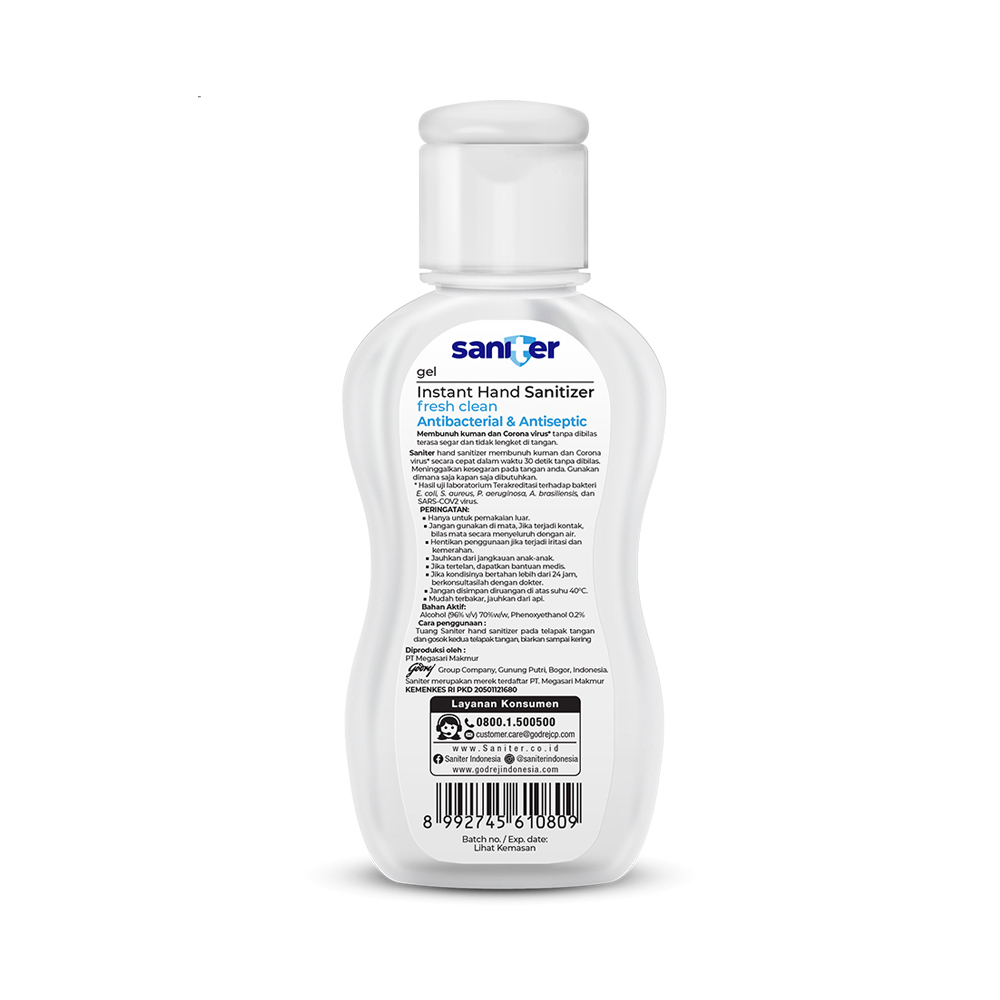 saniter
gel
Instant Hand Sanitizer
fresh clean
Antibacterial & Antiseptic
Membunuh kuman dan Corona virus* tanpa dibilas
terasa segar dan tidak lengket di tangan.
Saniter hand sanitizer membunuh kuman dan Corona
virus* secara cepat dalam waktu 30 detik tanpa dibilas.
Meninggalkan kesegaran pada tangan anda. Gunakan
dimana saja kapan saja dibutuhkan.
* Hasil uji laboratorium Terakreditasi terhadap bakteri
E. coli, S. aureus, P. aeruginosa, A. brasiliensis, dan
SARS-COV2 virus.
PERINGATAN:
▪ Hanya untuk pemakaian luar.
▪ Jangan gunakan di mata, Jika terjadi kontak,
bilas mata secara menyeluruh dengan air.
▪ Hentikan penggunaan jika terjadi iritasi dan
kemerahan.
▪ Jauhkan dari jangkauan anak-anak.
▪ Jika tertelan, dapatkan bantuan medis.
▪ Jika kondisinya bertahan lebih dari 24 jam,
berkonsultasilah dengan dokter.
▪ Jangan disimpan diruangan di atas suhu 40°C.
▪ Mudah terbakar, jauhkan dari api.
Bahan Aktif:
Alcohol (96% v/v) 70%w/w, Phenoxyethanol 0.2%
Cara penggunaan :
Tuang Saniter hand sanitizer pada telapak tangan
dan gosok kedua telapak tangan, biarkan sampai kering
Diproduksi oleh :
PT Megasari Makmur
Godrej Group Company, Gunung Putri, Bogor, Indonesia.
Saniter merupakan merek terdaftar PT. Megasari Makmur
KEMENKES RI PKD 20501121680
Layanan Konsumen
0800.1.500500
customer.care@godrejcp.com
www.Saniter.co.id
Saniter Indonesia @saniterindonesia
www.godrejindonesia.com
8 992745 610809
Batch no. / Exp. date:
Lihat Kemasan